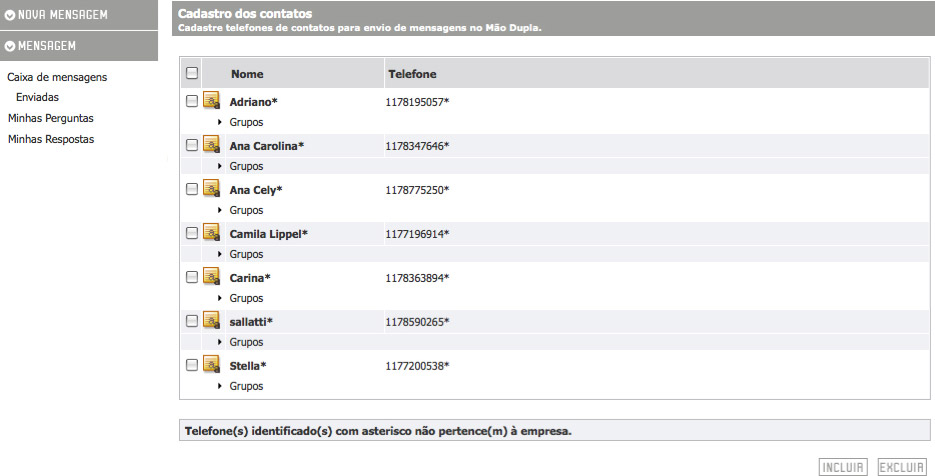 NOVA MENSAGEM
MENSAGEM
Caixa de mensagens
Enviadas
Minhas Perguntas
Minhas Respostas
Cadastro dos contatos
Cadastre telefones de contatos para envio de mensagens no Mão Dupla.
Nome Telefone
Adriano* 1178195057*
Grupos
Ana Carolina* 1178347646*
Grupos
Ana Cely* 1178775250*
Grupos
Camila Lippel* 1177196914*
Grupos
Carina* 1178363894*
Grupos
sallatti* 1178590265*
Grupos
Stella* 1177200538*
Grupos
Telefone(s) identificado(s) com asterisco não pertence(m) à empresa.
INCLUIR EXCLUIR